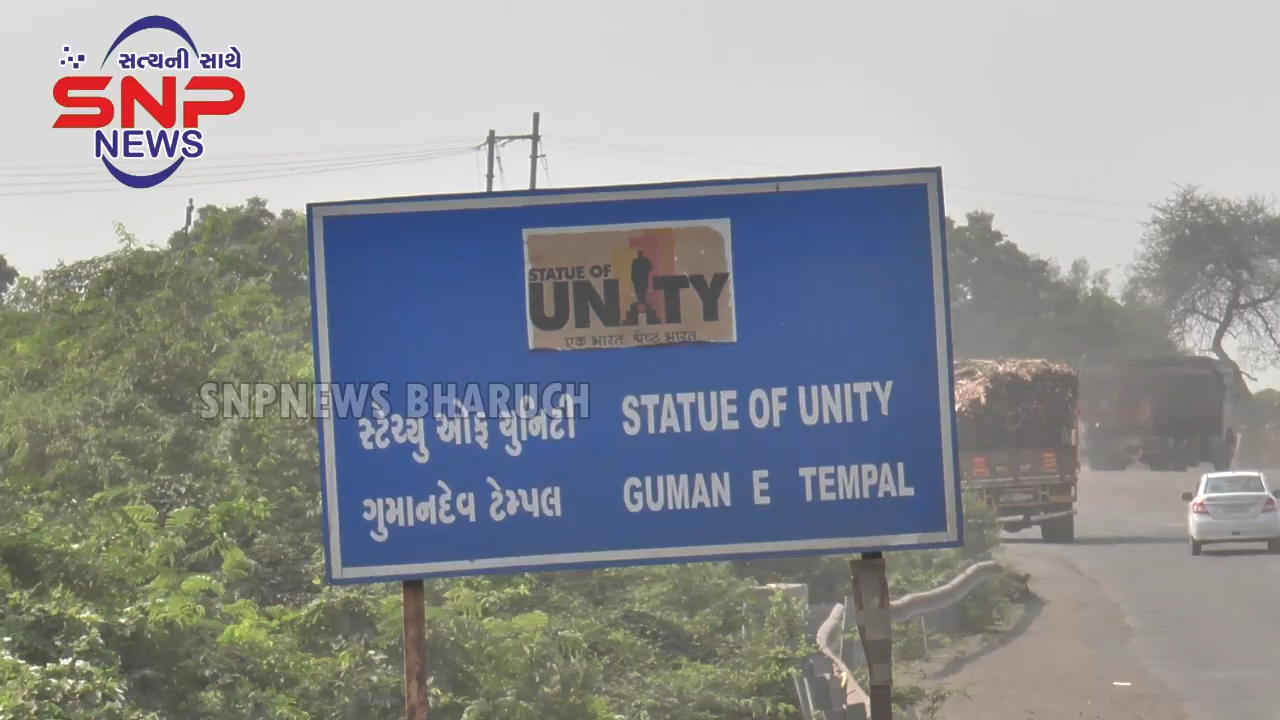 સત્યની સાથે
SNP
NEWS
STATUE OF
UNITY
એક ભારત, શ્રેષ્ઠ ભારત
SNPNEWS BHARUCH
સ્ટેચ્યુ ઓફ યુનિટી STATUE OF UNITY
ગુમાનદેવ ટેમ્પલ GUMAN E TEMPAL